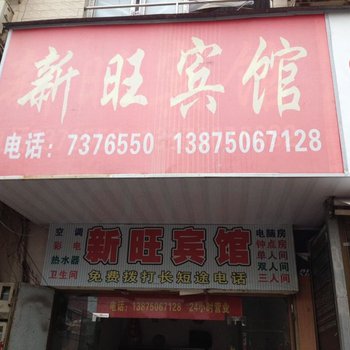 新旺宾馆
电话：7376550 13875067128
空调
彩电
热水器
卫生间
新旺宾馆
电脑房
钟点房
单人间
双人间
三人间
免费拨打长短途电话
电话：13875067128 24小时营业